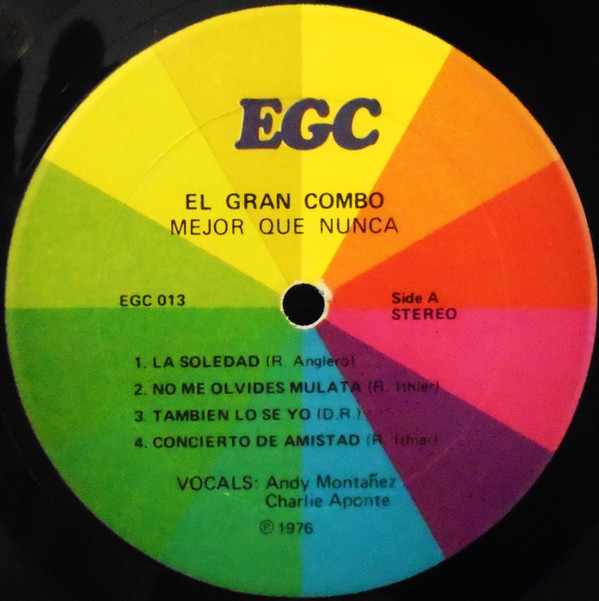 EGC
EL GRAN COMBO
MEJOR QUE NUNCA
EGC 013
Side A
STEREO
1. LA SOLEDAD (R. Anglero)
2. NO ME OLVIDES MULATA (R. Ithier)
3. TAMBIEN LO SE YO (D.R.)
4. CONCIERTO DE AMISTAD (R. Ithier)
VOCALS: Andy Montañez
Charlie Aponte
℗ 1976